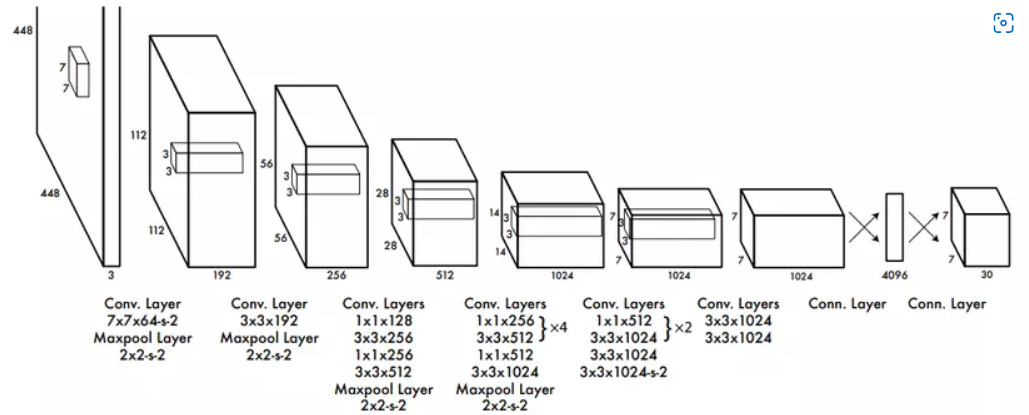 448
448
7
7
3
112
112
3
3
192
56
56
3
3
256
28
28
3
3
512
14
14
3
3
1024
7
7
3
3
1024
7
7
1024
4096
7
7
30
Conv. Layer
7x7x64-s-2
Maxpool Layer
2x2-s-2
Conv. Layer
3x3x192
Maxpool Layer
2x2-s-2
Conv. Layers
1x1x128
3x3x256
1x1x256
3x3x512
Maxpool Layer
2x2-s-2
Conv. Layers
1x1x256
3x3x512
}×4
1x1x512
3x3x1024
Maxpool Layer
2x2-s-2
Conv. Layers
1x1x512
3x3x1024
}×2
3x3x1024
3x3x1024-s-2
Conv. Layers
3x3x1024
3x3x1024
Conn. Layer
Conn. Layer